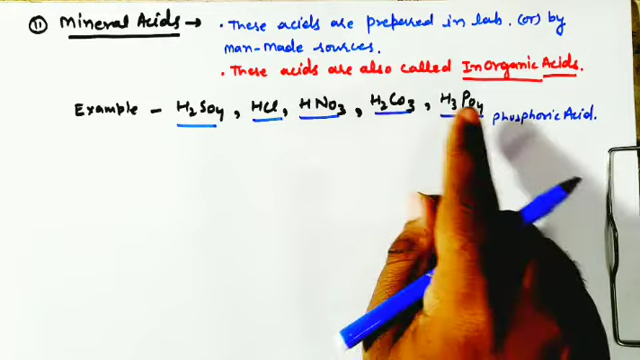 (ii) Mineral Acids → • These acids are prepared in lab. (or) by
man-made sources.
• These acids are also called InOrganic Acids.
Example - H2SO4, HCl, HNO3, H2CO3, H3PO4 phosphoric Acid.